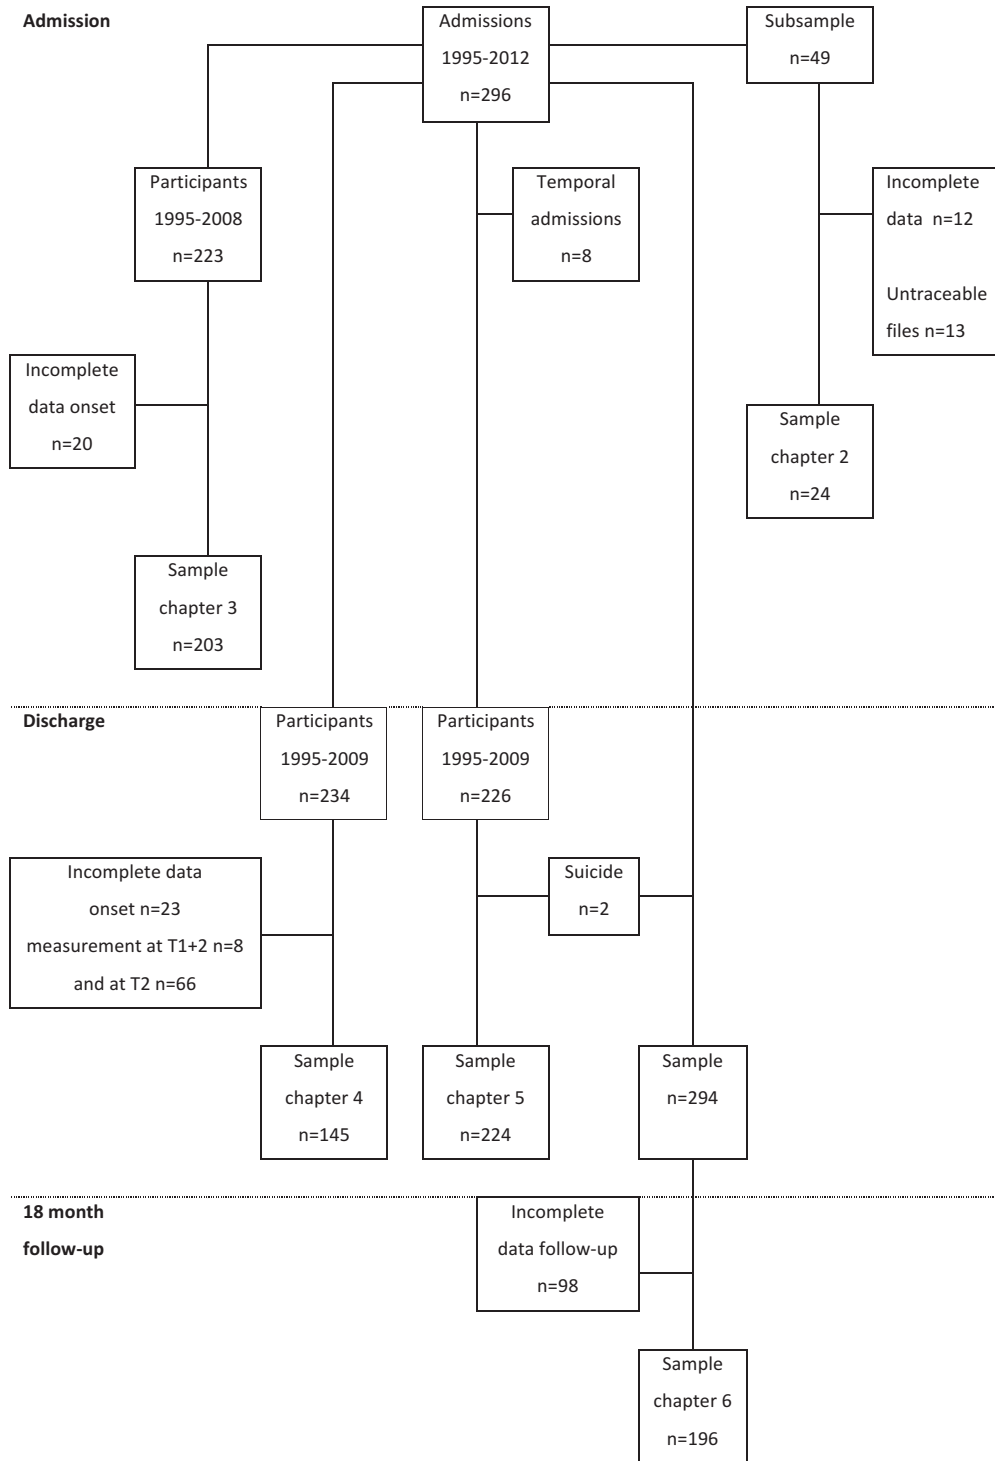 Admission
Admissions
1995-2012
n=296
Subsample
n=49
Participants
1995-2008
n=223
Temporal
admissions
n=8
Incomplete
data n=12
Untraceable
files n=13
Incomplete
data onset
n=20
Sample
chapter 2
n=24
Sample
chapter 3
n=203
Discharge
Participants
1995-2009
n=234
Participants
1995-2009
n=226
Incomplete data
onset n=23
measurement at T1+2 n=8
and at T2 n=66
Suicide
n=2
Sample
chapter 4
n=145
Sample
chapter 5
n=224
Sample
n=294
18 month
follow-up
Incomplete
data follow-up
n=98
Sample
chapter 6
n=196